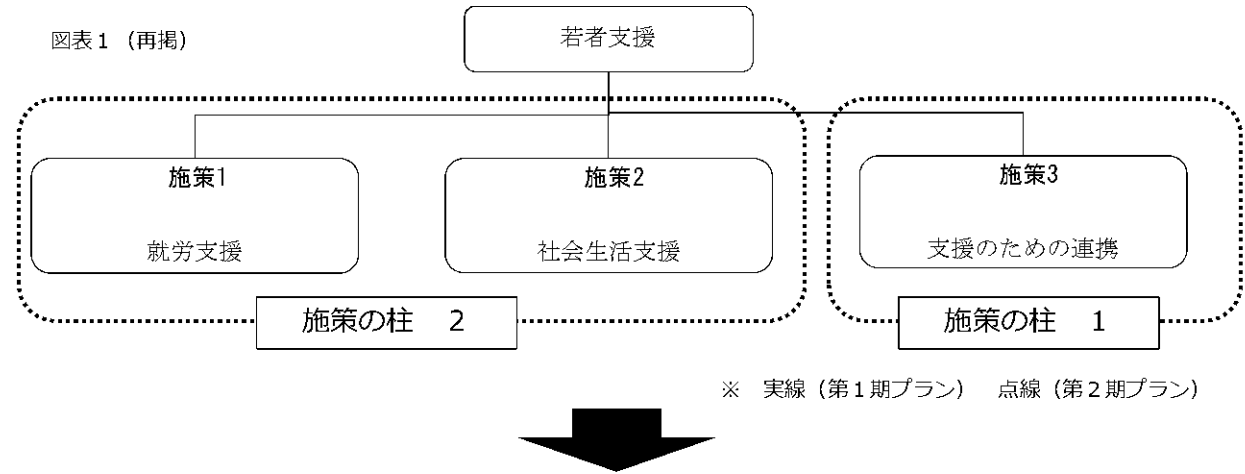 図表１（再掲）
若者支援
施策1
就労支援
施策2
社会生活支援
施策3
支援のための連携
施策の柱　２
施策の柱　１
※　実線（第１期プラン）　点線（第２期プラン）